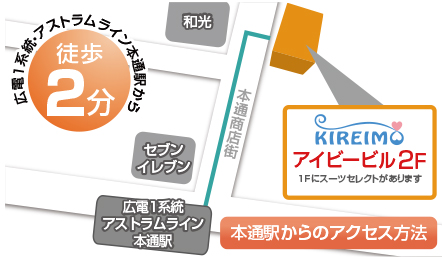 広電1系統・アストラムライン本通駅から
徒歩
2分
和光
本通商店街
セブン
イレブン
KIREIMO
アイビービル2F
1Fにスーツセレクトがあります
広電1系統
アストラムライン
本通駅
本通駅からのアクセス方法